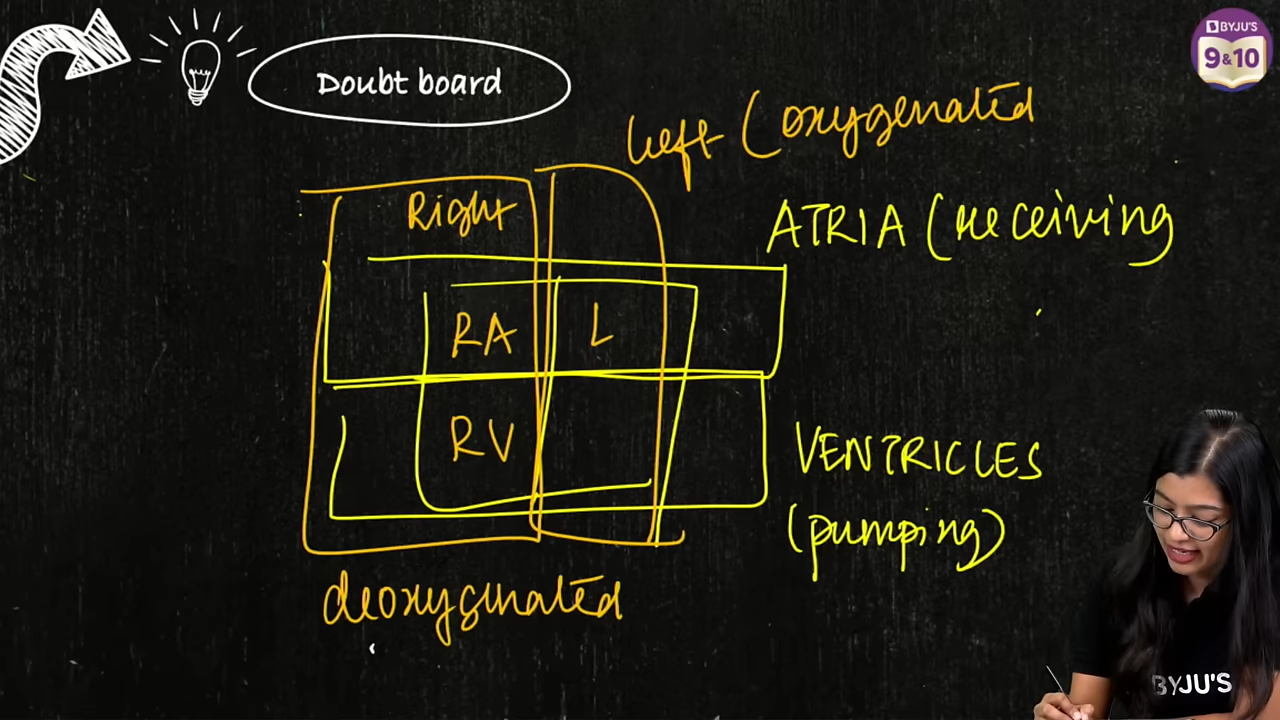 BYJU'S
9&10
Doubt board
Left (oxygenated
Right
ATRIA (receiving
RA
L
RV
VENTRICLES
(pumping)
deoxygenated
BYJU'S